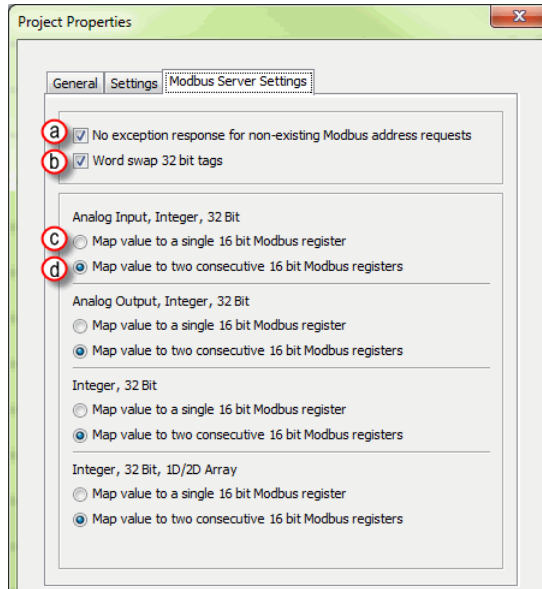 Project Properties
x
General Settings Modbus Server Settings
a No exception response for non-existing Modbus address requests
b Word swap 32 bit tags
Analog Input, Integer, 32 Bit
c Map value to a single 16 bit Modbus register
d Map value to two consecutive 16 bit Modbus registers
Analog Output, Integer, 32 Bit
Map value to a single 16 bit Modbus register
Map value to two consecutive 16 bit Modbus registers
Integer, 32 Bit
Map value to a single 16 bit Modbus register
Map value to two consecutive 16 bit Modbus registers
Integer, 32 Bit, 1D/2D Array
Map value to a single 16 bit Modbus register
Map value to two consecutive 16 bit Modbus registers